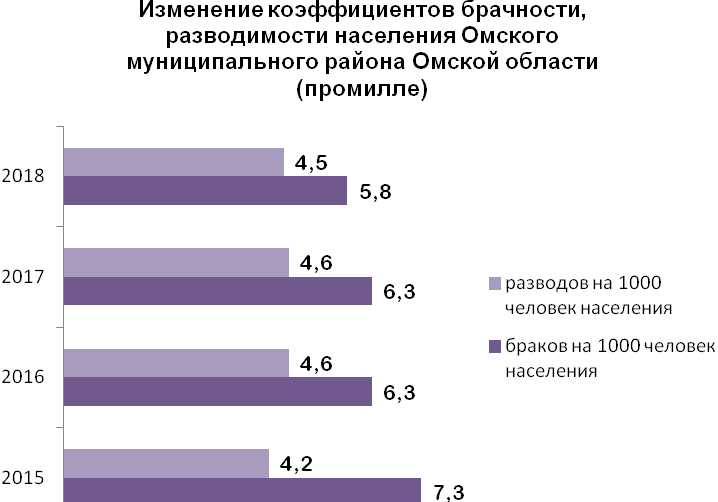 Изменение коэффициентов брачности,
разводимости населения Омского
муниципального района Омской области
(промилле)
2018
4,5
5,8
2017
4,6
6,3
2016
4,6
6,3
2015
4,2
7,3
разводов на 1000
человек населения
браков на 1000 человек
населения